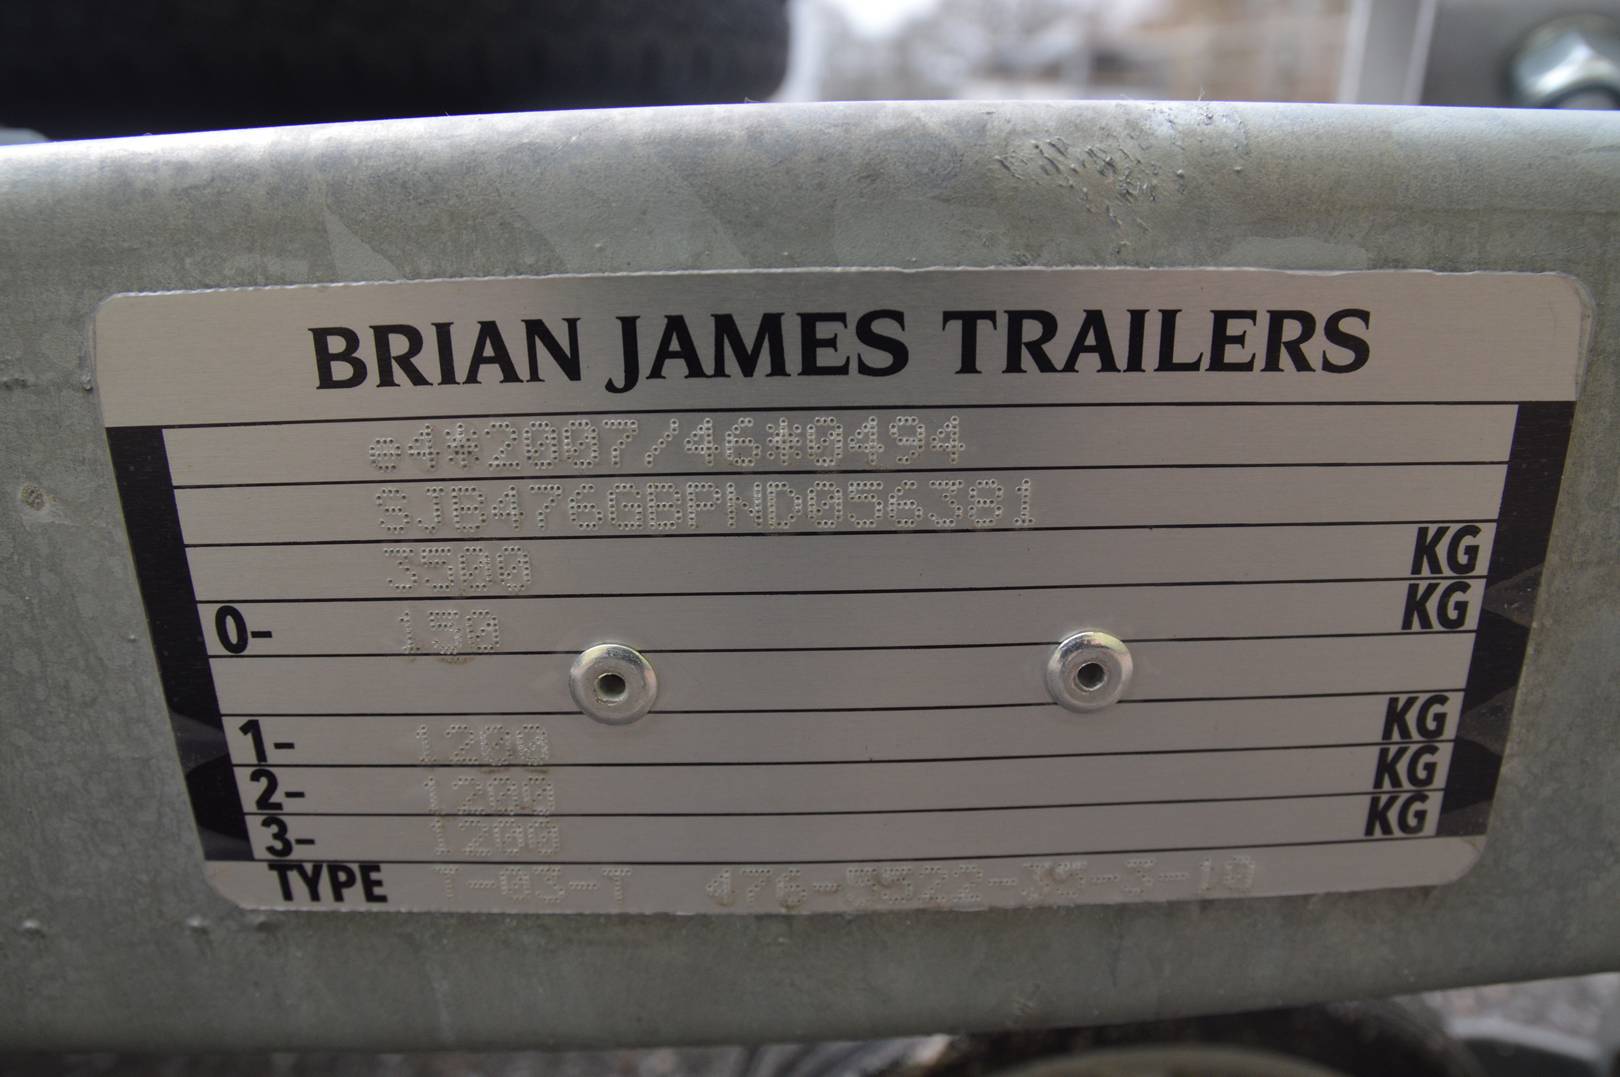 BRIAN JAMES TRAILERS
e4*2007/46*0494
SJB476GBPND056381
3500 KG
0- 150 KG
1- 1200 KG
2- 1200 KG
3- 1200 KG
TYPE T-03-T 476-5522-35-3-10